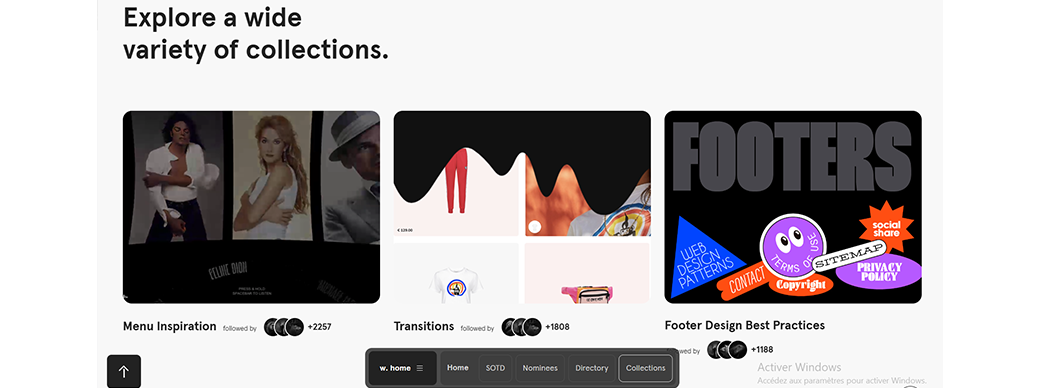 Explore a wide
variety of collections.
CELINE DION
PRESS & HOLD
SPACEBAR TO LISTEN
€ 129.00
FOOTERS
WEB
DESIGN
PATTERNS
CONTACT
TERMS OF USE
Copyright
SITEMAP
social
share
PRIVACY
POLICY
Menu Inspiration followed by +2257
Transitions followed by +1808
Footer Design Best Practices
wed by +1188
w. home Home SOTD Nominees Directory Collections
Activer Windows
Accédez aux paramètres pour activer Windows.